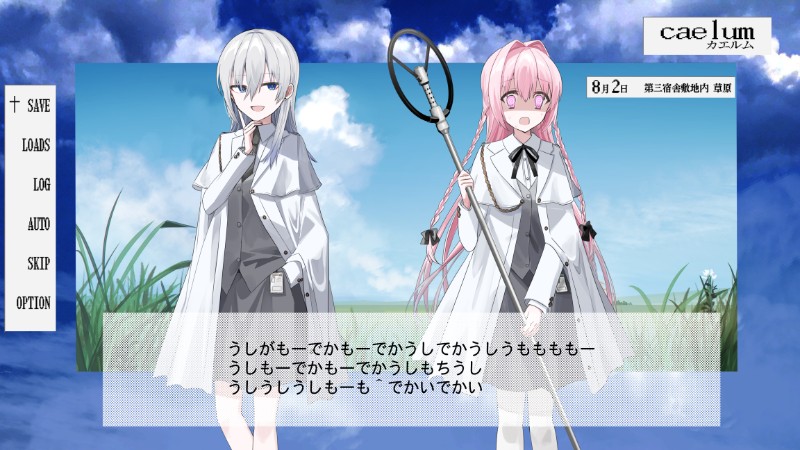 caelum
カエルム
8月2日 第三宿舎敷地内 草原
† SAVE
LOADS
LOG
AUTO
SKIP
OPTION
うしがもーでかもーでかうしでかうしうももももー
うしもーでかもーでかうしもちうし
うしうしうしもーも＾でかいでかい